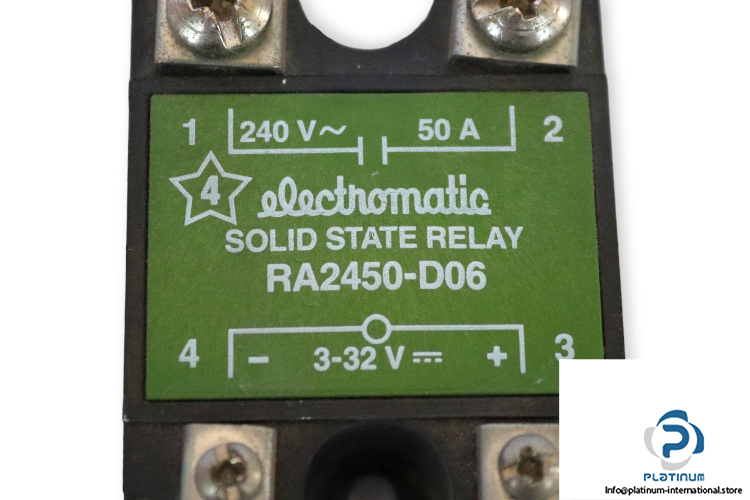 1 240 V~ 50 A 2
4 electromatic
SOLID STATE RELAY
RA2450-D06
4 - 3-32 V ⎓ + 3
PLATINUM
Info@platinum-international.store